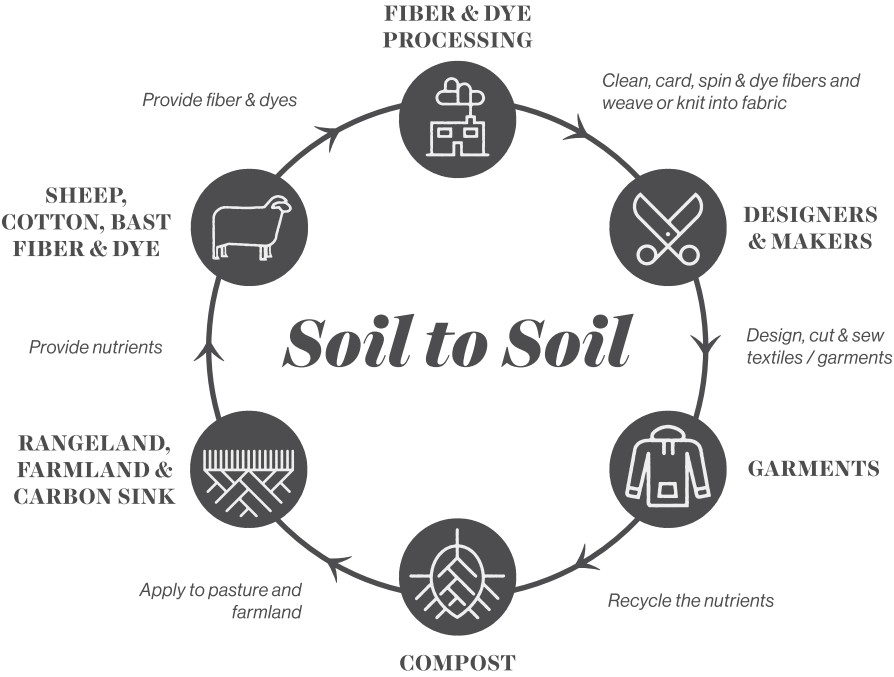 FIBER & DYE
PROCESSING
Provide fiber & dyes
Clean, card, spin & dye fibers and
weave or knit into fabric
SHEEP,
COTTON, BAST
FIBER & DYE
DESIGNERS
& MAKERS
Soil to Soil
Provide nutrients
Design, cut & sew
textiles / garments
RANGELAND,
FARMLAND &
CARBON SINK
GARMENTS
Apply to pasture and
farmland
Recycle the nutrients
COMPOST